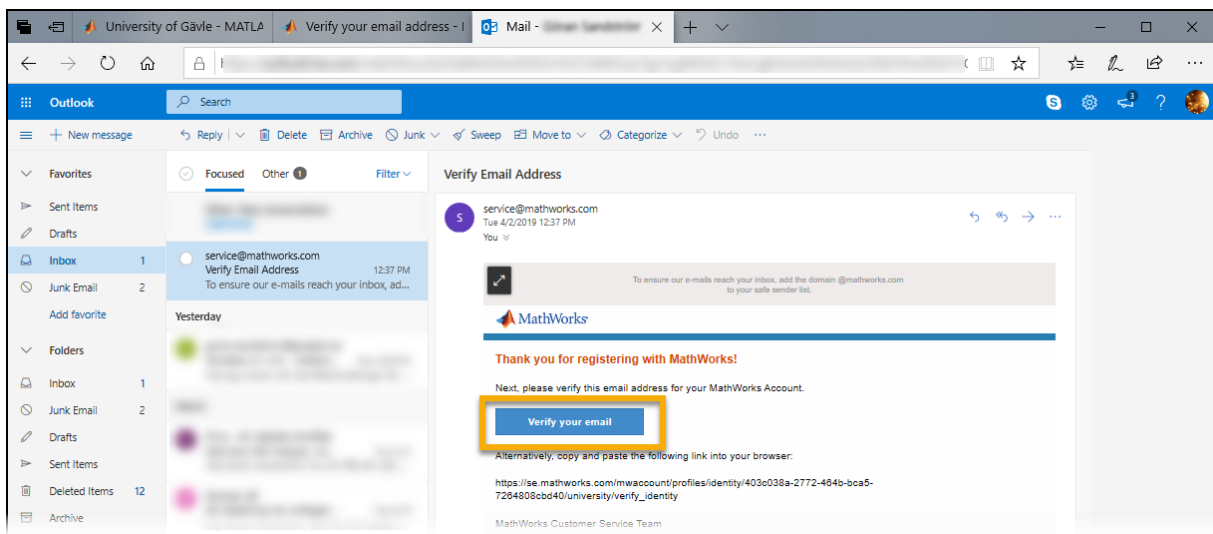 University of Gävle - MATLA
Verify your email address - I
Mail -
Outlook
Search
New message
Reply
Delete
Archive
Junk
Sweep
Move to
Categorize
Undo
3
Favorites
Focused
Other 1
Filter
Verify Email Address
Sent Items
Drafts
Inbox 1
Junk Email 2
Add favorite
Folders
Inbox 1
Junk Email 2
Drafts
Sent Items
Deleted Items 12
Archive
service@mathworks.com
Verify Email Address 12:37 PM
To ensure our e-mails reach your inbox, ad...
Yesterday
S
service@mathworks.com
Tue 4/2/2019 12:37 PM
You
To ensure our e-mails reach your inbox, add the domain @mathworks.com
to your safe sender list.
MathWorks
Thank you for registering with MathWorks!
Next, please verify this email address for your MathWorks Account.
Verify your email
Alternatively, copy and paste the following link into your browser:
https://se.mathworks.com/mwaccount/profiles/identity/403c038a-2772-464b-bca5-
7264808cbd40/university/verify_identity
MathWorks Customer Service Team